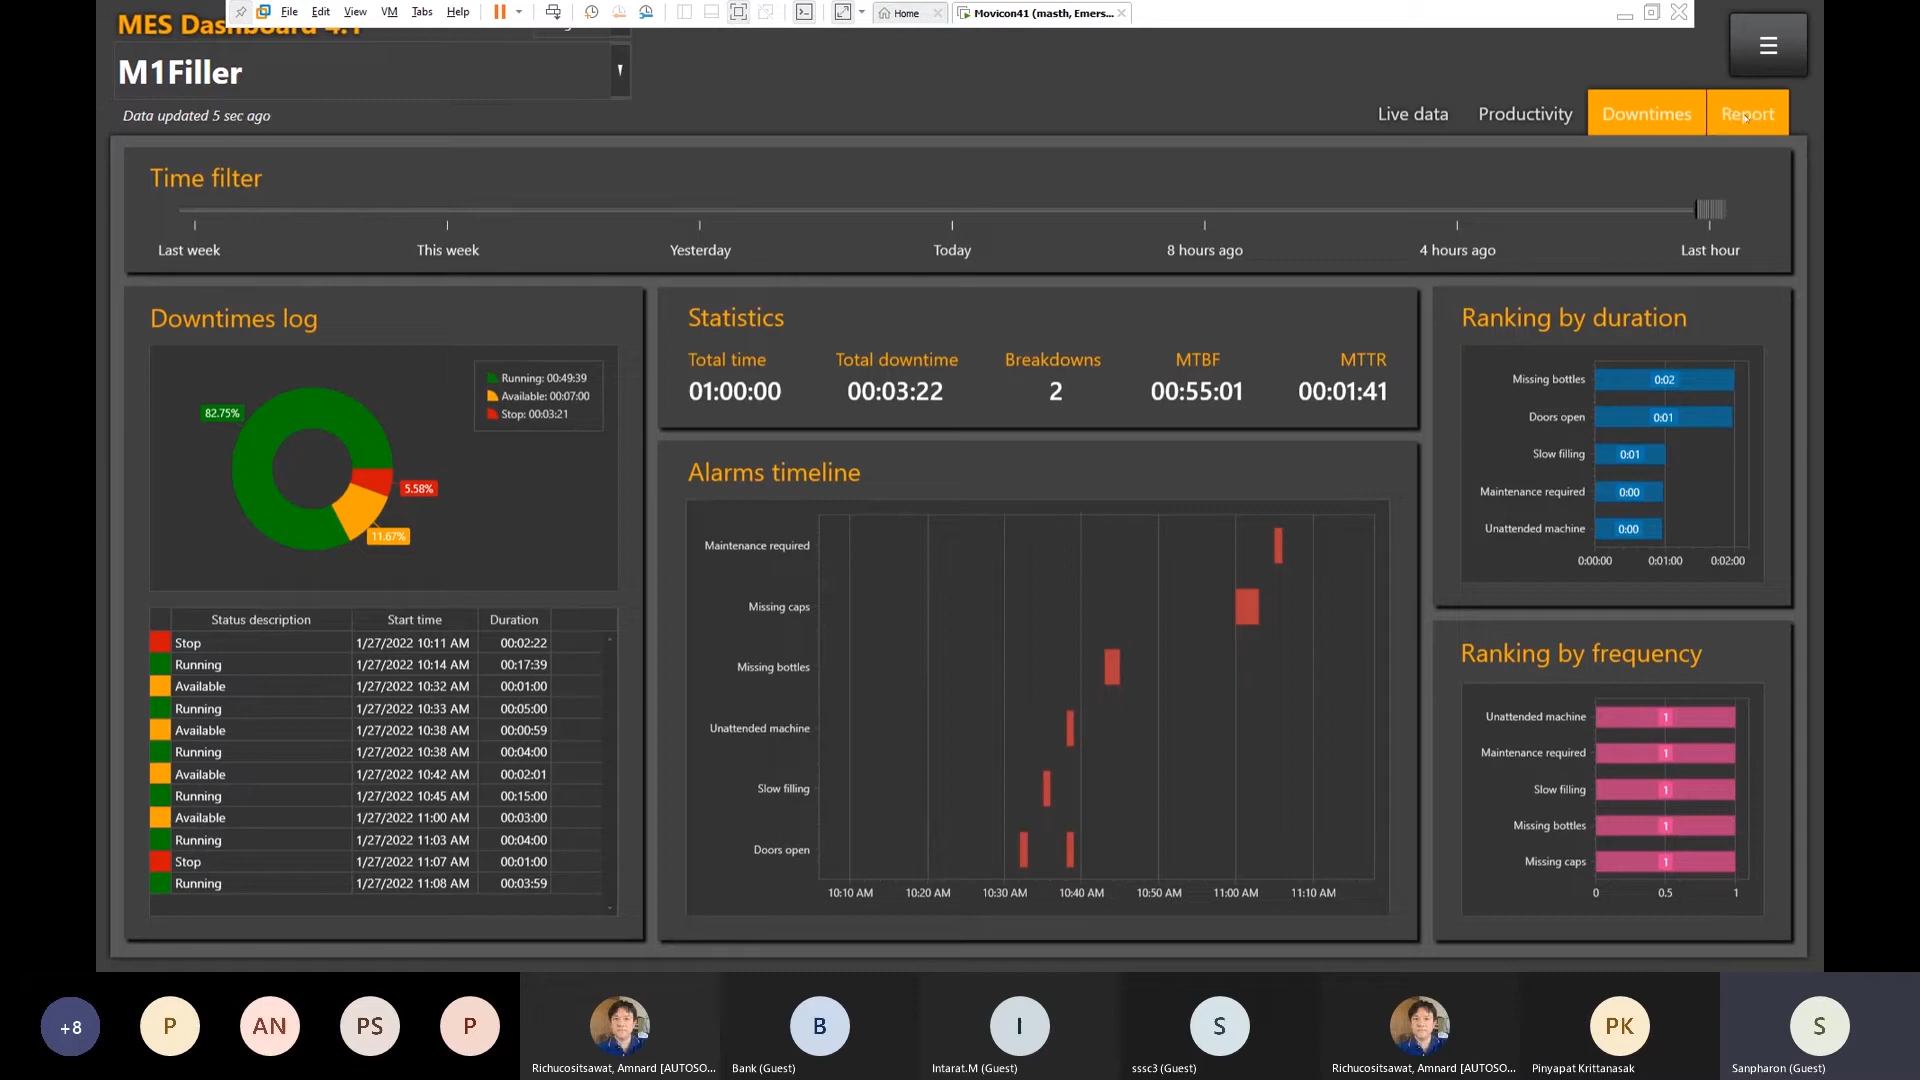 File Edit View VM Tabs Help
Home
Movicon41 (masth, Emers...
MES Dashboard 4.1
M1Filler
Data updated 5 sec ago
Live data Productivity Downtimes Report
Time filter
Last week This week Yesterday Today 8 hours ago 4 hours ago Last hour
Downtimes log
Running: 00:49:39
Available: 00:07:00
Stop: 00:03:21
82.75%
5.58%
11.67%
Status description Start time Duration
Stop 1/27/2022 10:11 AM 00:02:22
Running 1/27/2022 10:14 AM 00:17:39
Available 1/27/2022 10:32 AM 00:01:00
Running 1/27/2022 10:33 AM 00:05:00
Available 1/27/2022 10:38 AM 00:00:59
Running 1/27/2022 10:38 AM 00:04:00
Available 1/27/2022 10:42 AM 00:02:01
Running 1/27/2022 10:45 AM 00:15:00
Available 1/27/2022 11:00 AM 00:03:00
Running 1/27/2022 11:03 AM 00:04:00
Stop 1/27/2022 11:07 AM 00:01:00
Running 1/27/2022 11:08 AM 00:03:59
Statistics
Total time Total downtime Breakdowns MTBF MTTR
01:00:00 00:03:22 2 00:55:01 00:01:41
Alarms timeline
Maintenance required
Missing caps
Missing bottles
Unattended machine
Slow filling
Doors open
10:10 AM 10:20 AM 10:30 AM 10:40 AM 10:50 AM 11:00 AM 11:10 AM
Ranking by duration
Missing bottles 0:02
Doors open 0:01
Slow filling 0:01
Maintenance required 0:00
Unattended machine 0:00
0:00:00 0:01:00 0:02:00
Ranking by frequency
Unattended machine 1
Maintenance required 1
Slow filling 1
Missing bottles 1
Missing caps 1
0 0.5 1
+8 P AN PS P B I S PK S
Richucositsawat, Amnard [AUTOSO... Bank (Guest) Intarat.M (Guest) sssc3 (Guest) Richucositsawat, Amnard [AUTOSO... Pinyapat Krittanasak Sanpharon (Guest)